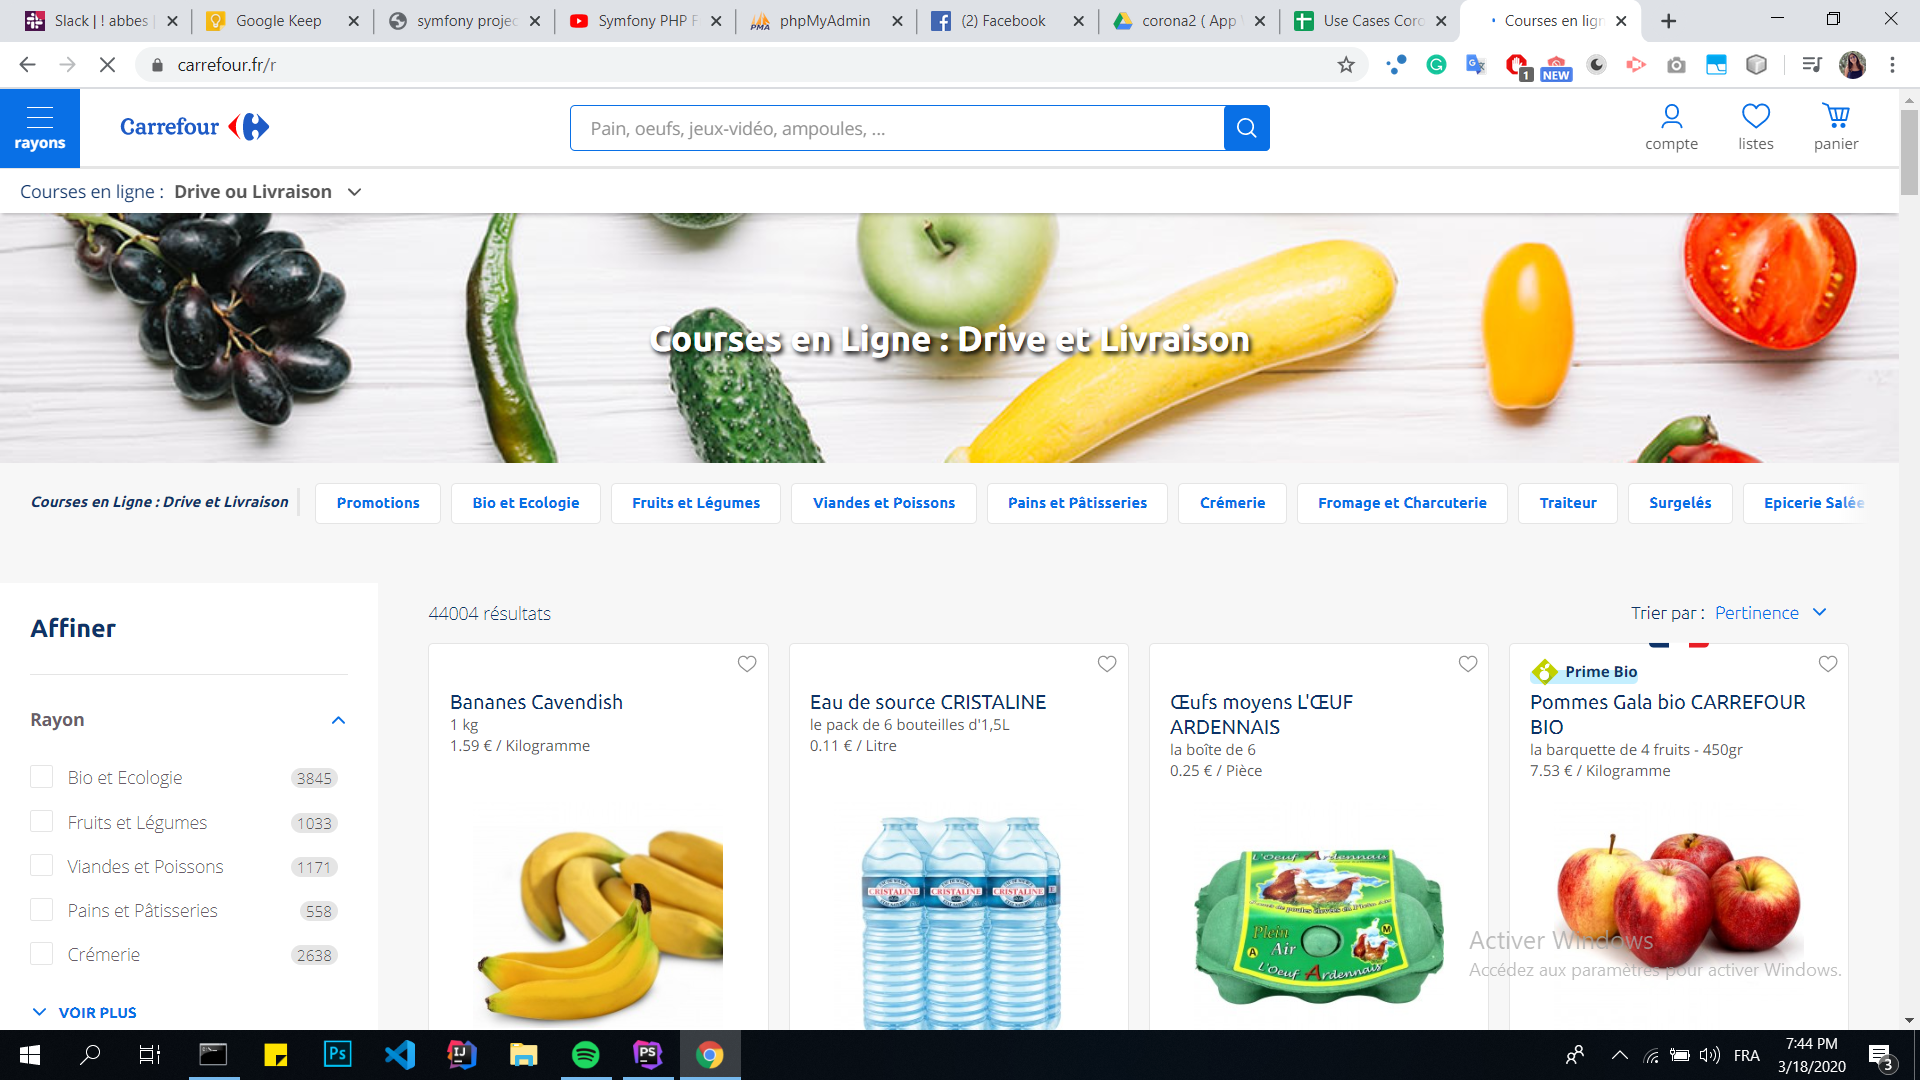 Slack | ! abbes
Google Keep
symfony projec
Symfony PHP F
phpMyAdmin
(2) Facebook
corona2 ( App
Use Cases Coro
Courses en lign
carrefour.fr/r
1
NEW
rayons
Carrefour
Pain, oeufs, jeux-vidéo, ampoules, ...
compte
listes
panier
Courses en ligne : Drive ou Livraison
Courses en Ligne : Drive et Livraison
Courses en Ligne : Drive et Livraison
Promotions
Bio et Ecologie
Fruits et Légumes
Viandes et Poissons
Pains et Pâtisseries
Crémerie
Fromage et Charcuterie
Traiteur
Surgelés
Epicerie Salée
Affiner
44004 résultats
Trier par : Pertinence
Rayon
Bio et Ecologie 3845
Fruits et Légumes 1033
Viandes et Poissons 1171
Pains et Pâtisseries 558
Crémerie 2638
VOIR PLUS
Bananes Cavendish
1 kg
1.59 € / Kilogramme
Eau de source CRISTALINE
le pack de 6 bouteilles d'1,5L
0.11 € / Litre
CRISTALINE CRISTALINE CRISTALINE
Œufs moyens L'ŒUF
ARDENNAIS
la boîte de 6
0.25 € / Pièce
L'Oeuf Ardennais
Plein
Air
A
M
L'Oeuf Ardennais
Prime Bio
Pommes Gala bio CARREFOUR
BIO
la barquette de 4 fruits - 450gr
7.53 € / Kilogramme
Activer Windows
Accédez aux paramètres pour activer Windows.
Ps
IJ
PS
FRA
7:44 PM
3/18/2020
3